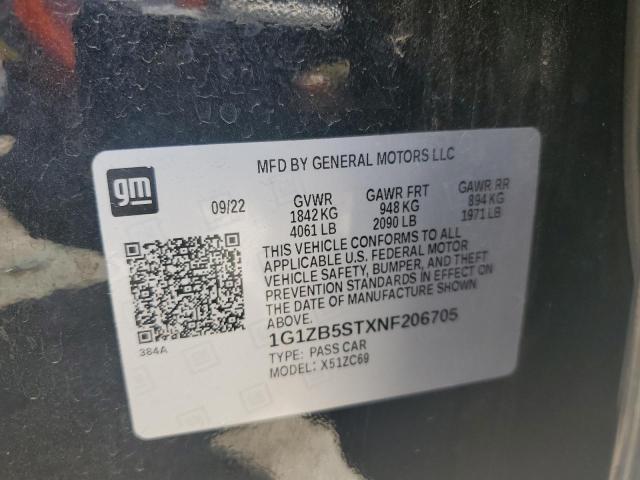 MFD BY GENERAL MOTORS LLC
gm
09/22 GVWR GAWR FRT GAWR RR
1842 KG 948 KG 894 KG
4061 LB 2090 LB 1971 LB
THIS VEHICLE CONFORMS TO ALL
APPLICABLE U.S. FEDERAL MOTOR
VEHICLE SAFETY, BUMPER, AND THEFT
PREVENTION STANDARDS IN EFFECT ON
THE DATE OF MANUFACTURE SHOWN
ABOVE.
384A
1G1ZB5STXNF206705
TYPE: PASS CAR
MODEL: X51ZC69